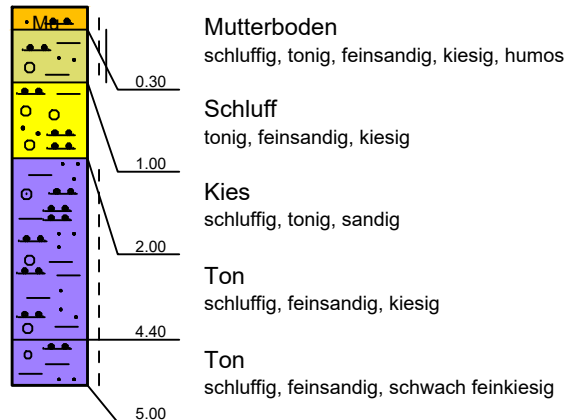 Mu
Mutterboden
schluffig, tonig, feinsandig, kiesig, humos
0.30
Schluff
tonig, feinsandig, kiesig
1.00
Kies
schluffig, tonig, sandig
2.00
Ton
schluffig, feinsandig, kiesig
4.40
Ton
schluffig, feinsandig, schwach feinkiesig
5.00